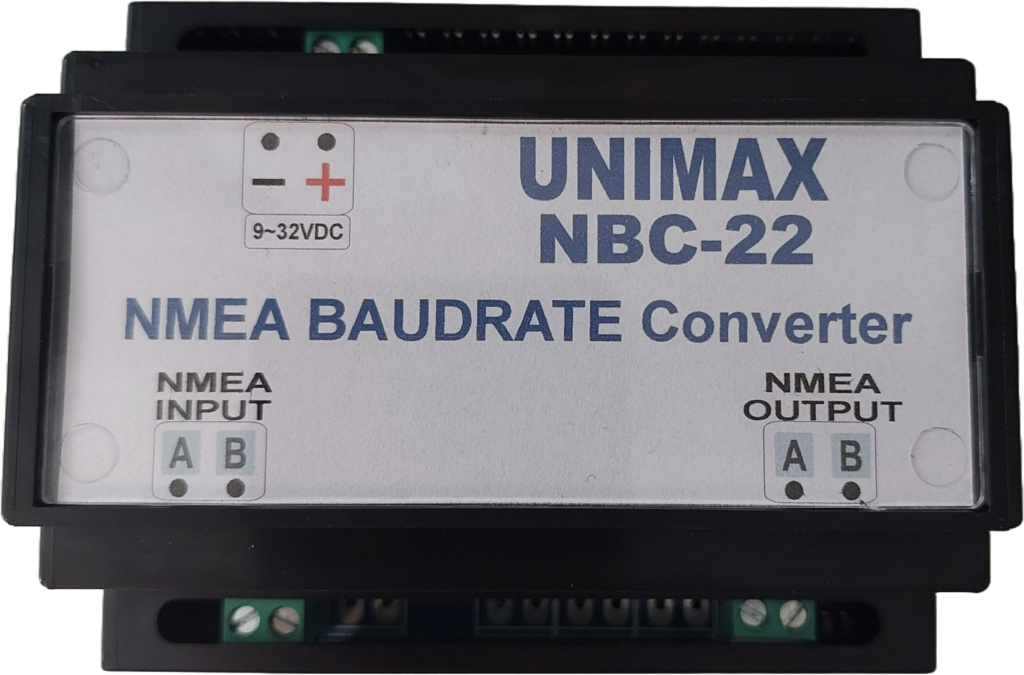 - +
9~32VDC
UNIMAX
NBC-22
NMEA BAUDRATE Converter
NMEA
INPUT
A B
NMEA
OUTPUT
A B